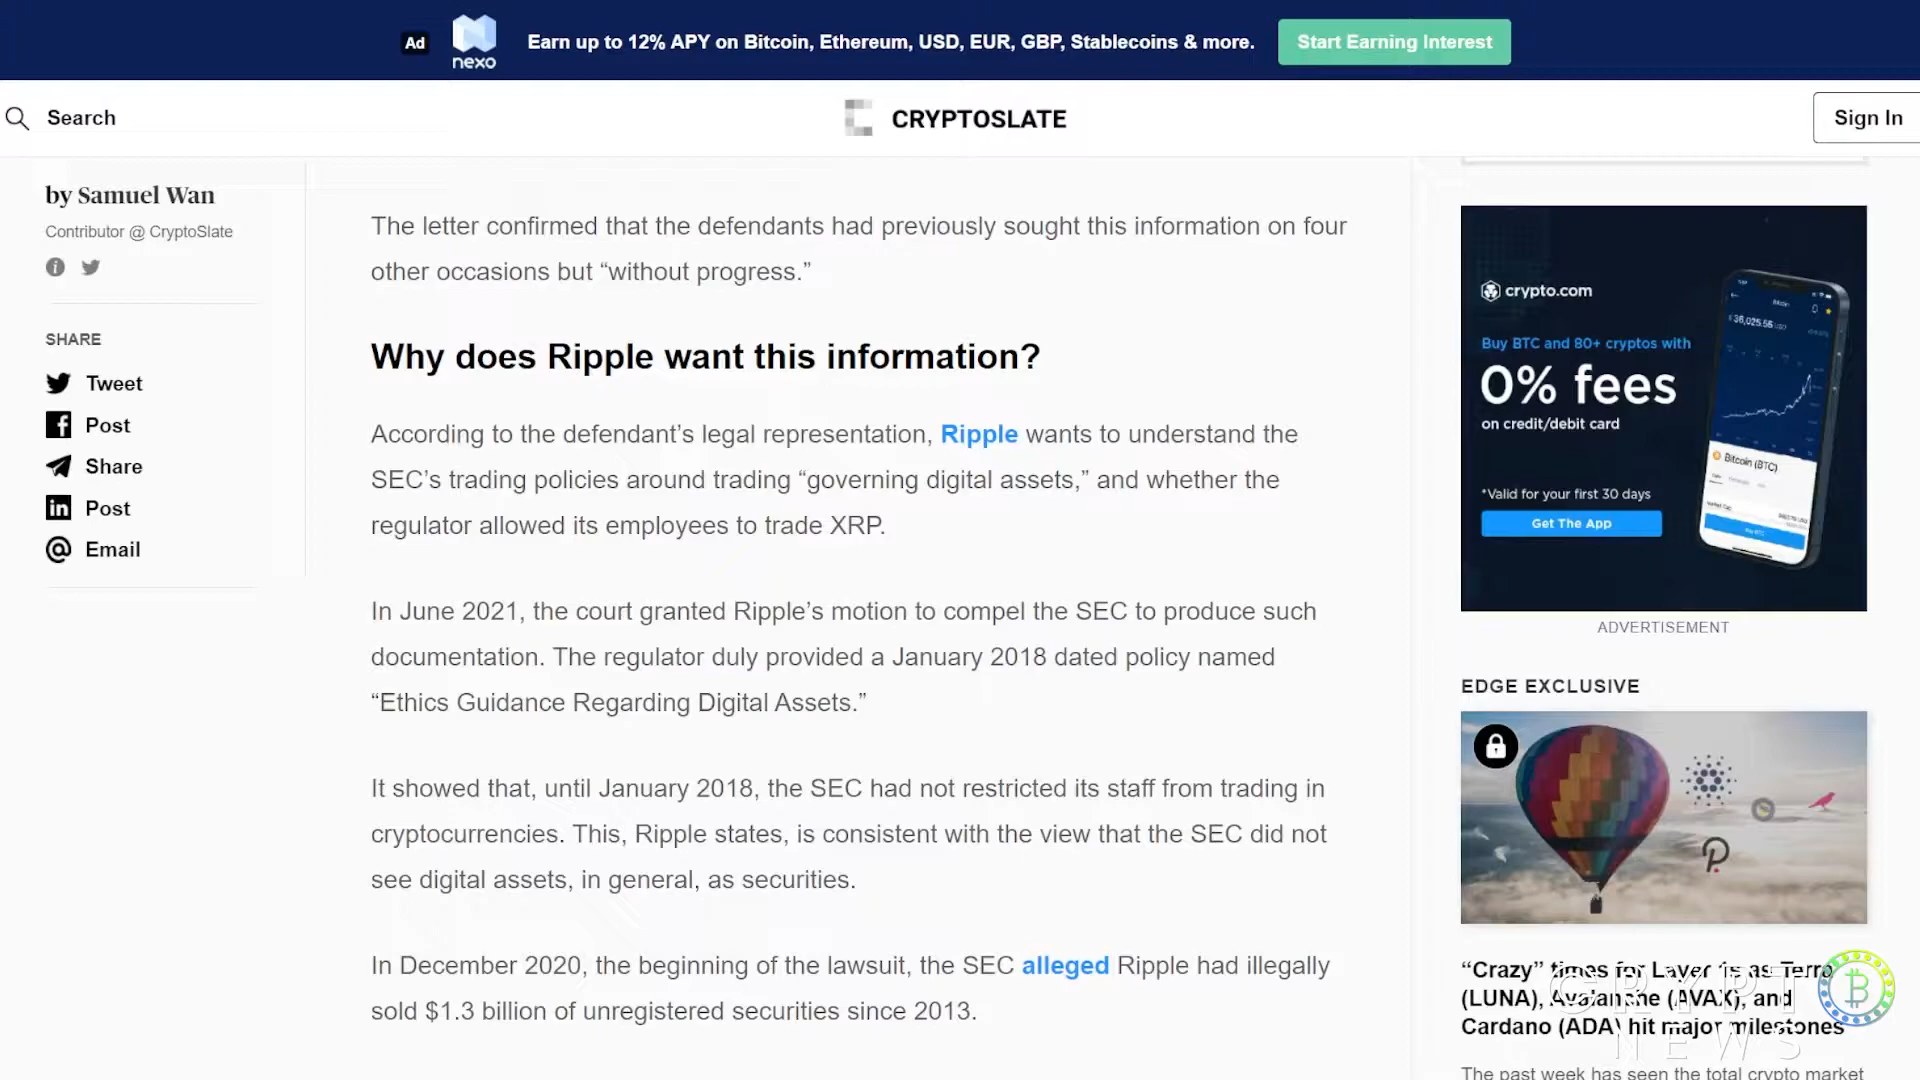 Ad
nexo
Earn up to 12% APY on Bitcoin, Ethereum, USD, EUR, GBP, Stablecoins & more.
Start Earning Interest
Search
CRYPTOSLATE
Sign In
by Samuel Wan
Contributor @ CryptoSlate
SHARE
Tweet
Post
Share
Post
Email
The letter confirmed that the defendants had previously sought this information on four
other occasions but “without progress.”
Why does Ripple want this information?
According to the defendant’s legal representation, Ripple wants to understand the
SEC’s trading policies around trading “governing digital assets,” and whether the
regulator allowed its employees to trade XRP.
In June 2021, the court granted Ripple’s motion to compel the SEC to produce such
documentation. The regulator duly provided a January 2018 dated policy named
“Ethics Guidance Regarding Digital Assets.”
It showed that, until January 2018, the SEC had not restricted its staff from trading in
cryptocurrencies. This, Ripple states, is consistent with the view that the SEC did not
see digital assets, in general, as securities.
In December 2020, the beginning of the lawsuit, the SEC alleged Ripple had illegally
sold $1.3 billion of unregistered securities since 2013.
crypto.com
Buy BTC and 80+ cryptos with
0% fees
on credit/debit card
*Valid for your first 30 days
Get The App
Bitcoin
Bitcoin (BTC)
ADVERTISEMENT
EDGE EXCLUSIVE
“Crazy” times for Layer 1s as Terra
(LUNA), Avalanche (AVAX), and
Cardano (ADA) hit major milestones
The past week has seen the total crypto market
CRYPT
NEWS